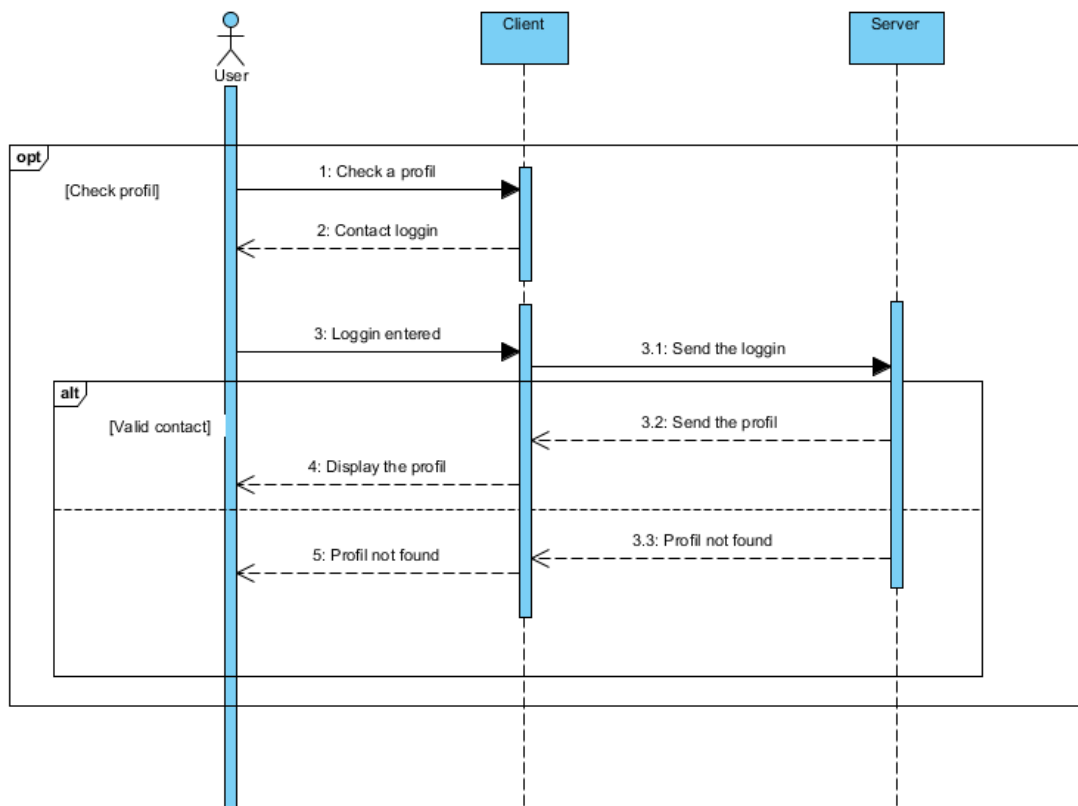 Client
Server
User
opt
[Check profil]
1: Check a profil
2: Contact loggin
3: Loggin entered
3.1: Send the loggin
alt
[Valid contact]
3.2: Send the profil
4: Display the profil
3.3: Profil not found
5: Profil not found